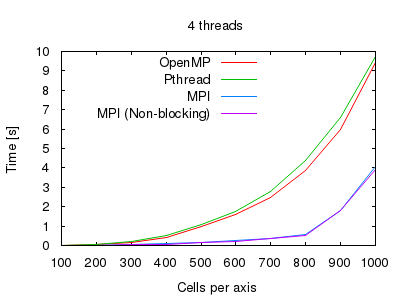 4 threads
10
9
8
7
6
5
4
3
2
1
0
Time [s]
OpenMP
Pthread
MPI
MPI (Non-blocking)
100 200 300 400 500 600 700 800 900 1000
Cells per axis